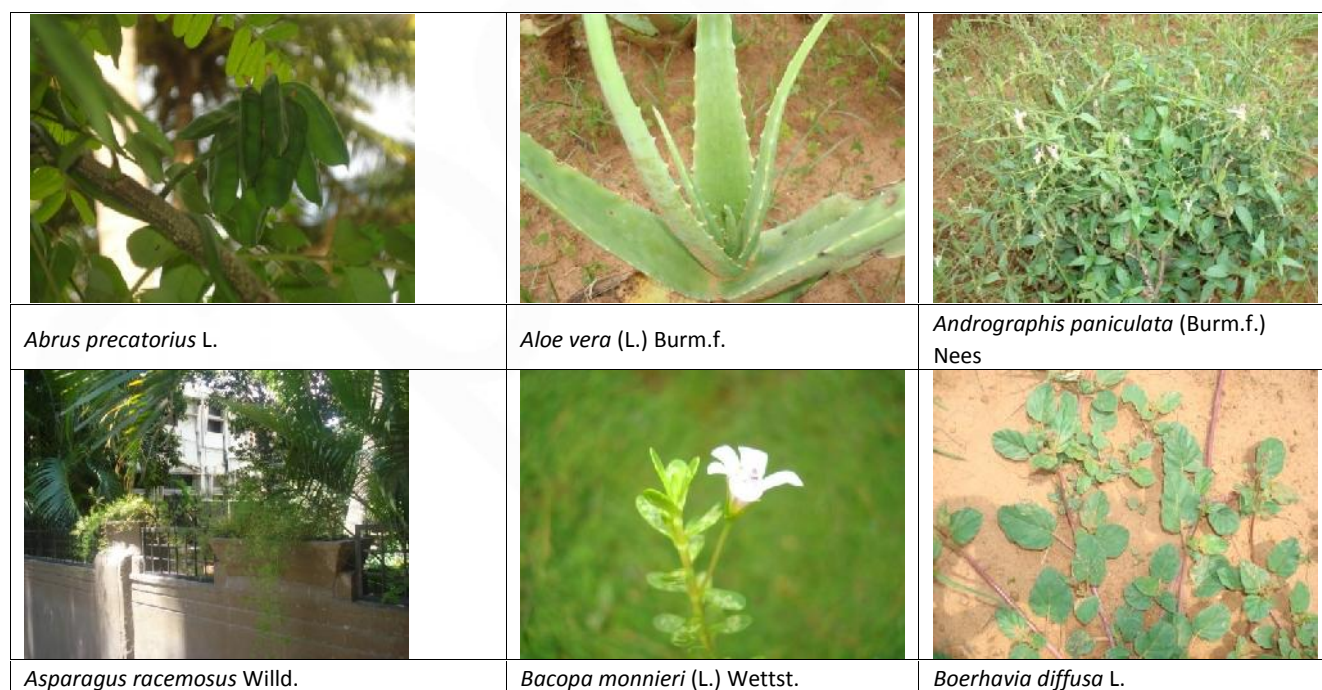 Abrus precatorius L.
Aloe vera (L.) Burm.f.
Andrographis paniculata (Burm.f.)
Nees
Asparagus racemosus Willd.
Bacopa monnieri (L.) Wettst.
Boerhavia diffusa L.